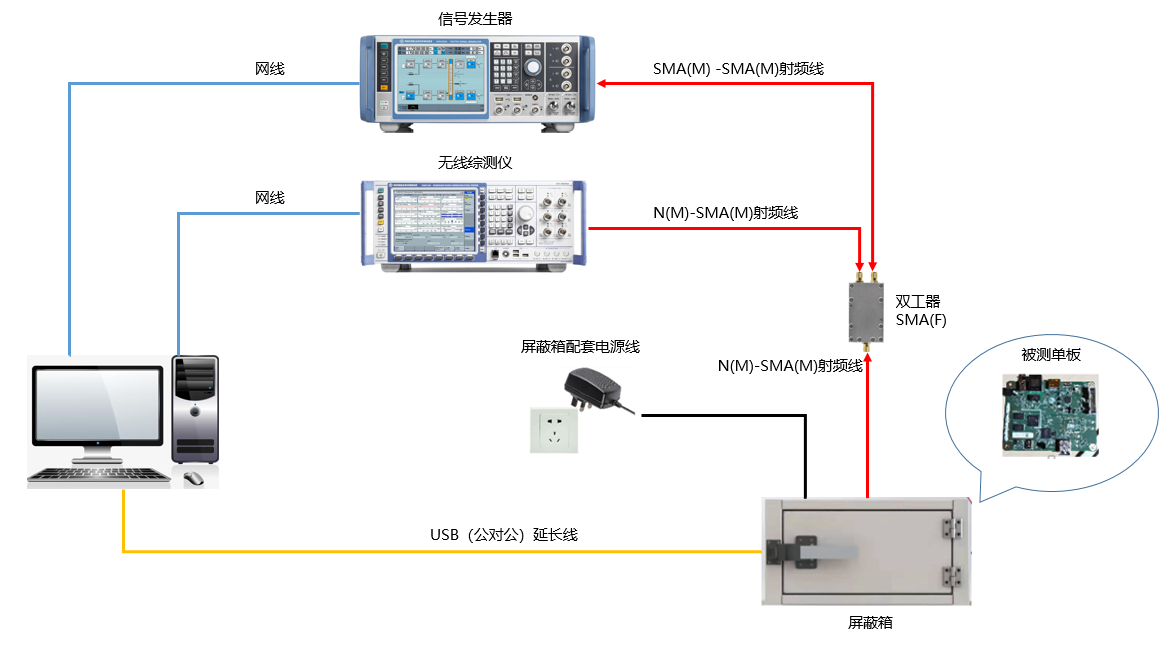 信号发生器
网线
SMA(M) -SMA(M)射频线
无线综测仪
网线
N(M)-SMA(M)射频线
双工器
SMA(F)
屏蔽箱配套电源线
N(M)-SMA(M)射频线
被测单板
USB（公对公）延长线
屏蔽箱